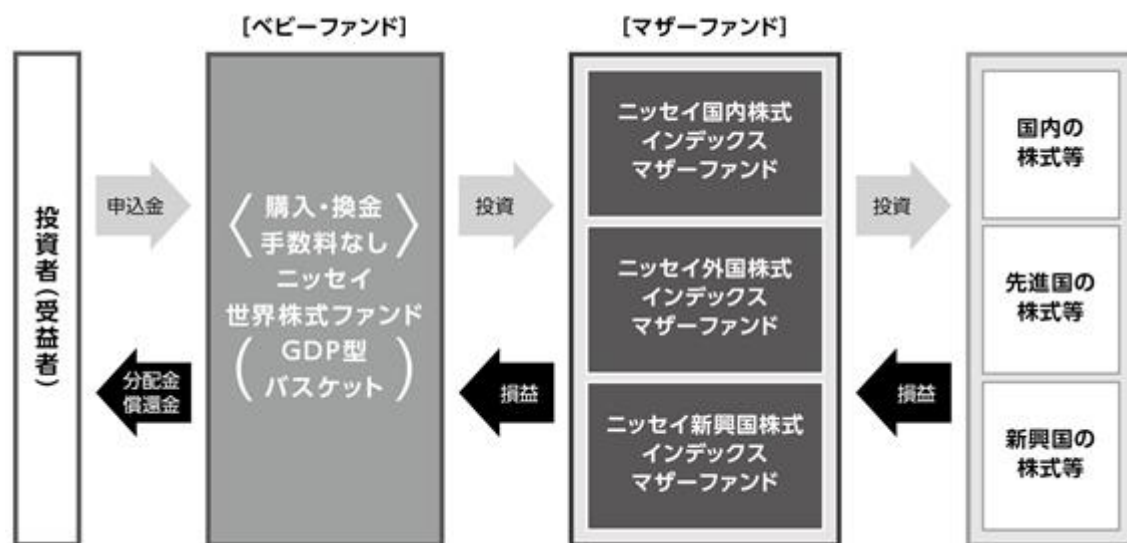 [ベビーファンド]
[マザーファンド]
投資者(受益者)
申込金
分配金
償還金
〈購入・換金
手数料なし〉
ニッセイ
世界株式ファンド
(GDP型
バスケット)
投資
損益
ニッセイ国内株式
インデックス
マザーファンド
ニッセイ外国株式
インデックス
マザーファンド
ニッセイ新興国株式
インデックス
マザーファンド
投資
損益
国内の
株式等
先進国の
株式等
新興国の
株式等